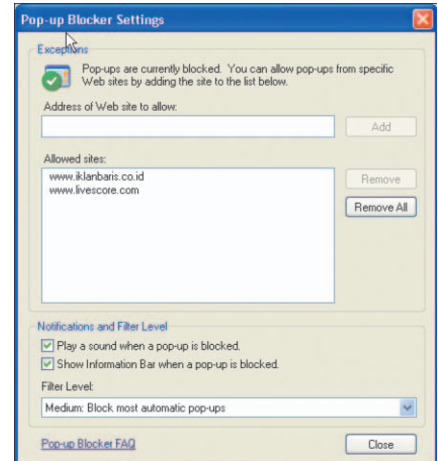 Pop-up Blocker Settings
Exceptions
Pop-ups are currently blocked. You can allow pop-ups from specific
Web sites by adding the site to the list below.
Address of Web site to allow:
Add
Allowed sites:
www.iklanbaris.co.id
www.livescore.com
Remove
Remove All
Notifications and Filter Level
Play a sound when a pop-up is blocked.
Show Information Bar when a pop-up is blocked.
Filter Level:
Medium: Block most automatic pop-ups
Pop-up Blocker FAQ
Close